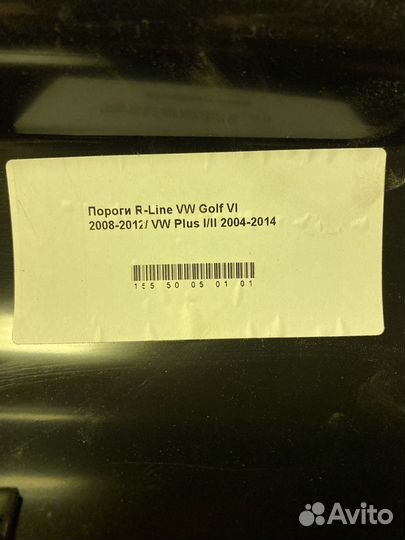 Пороги R-Line VW Golf VI
2008-2012/ VW Plus I/II 2004-2014
155 50 05 01 01
Avito